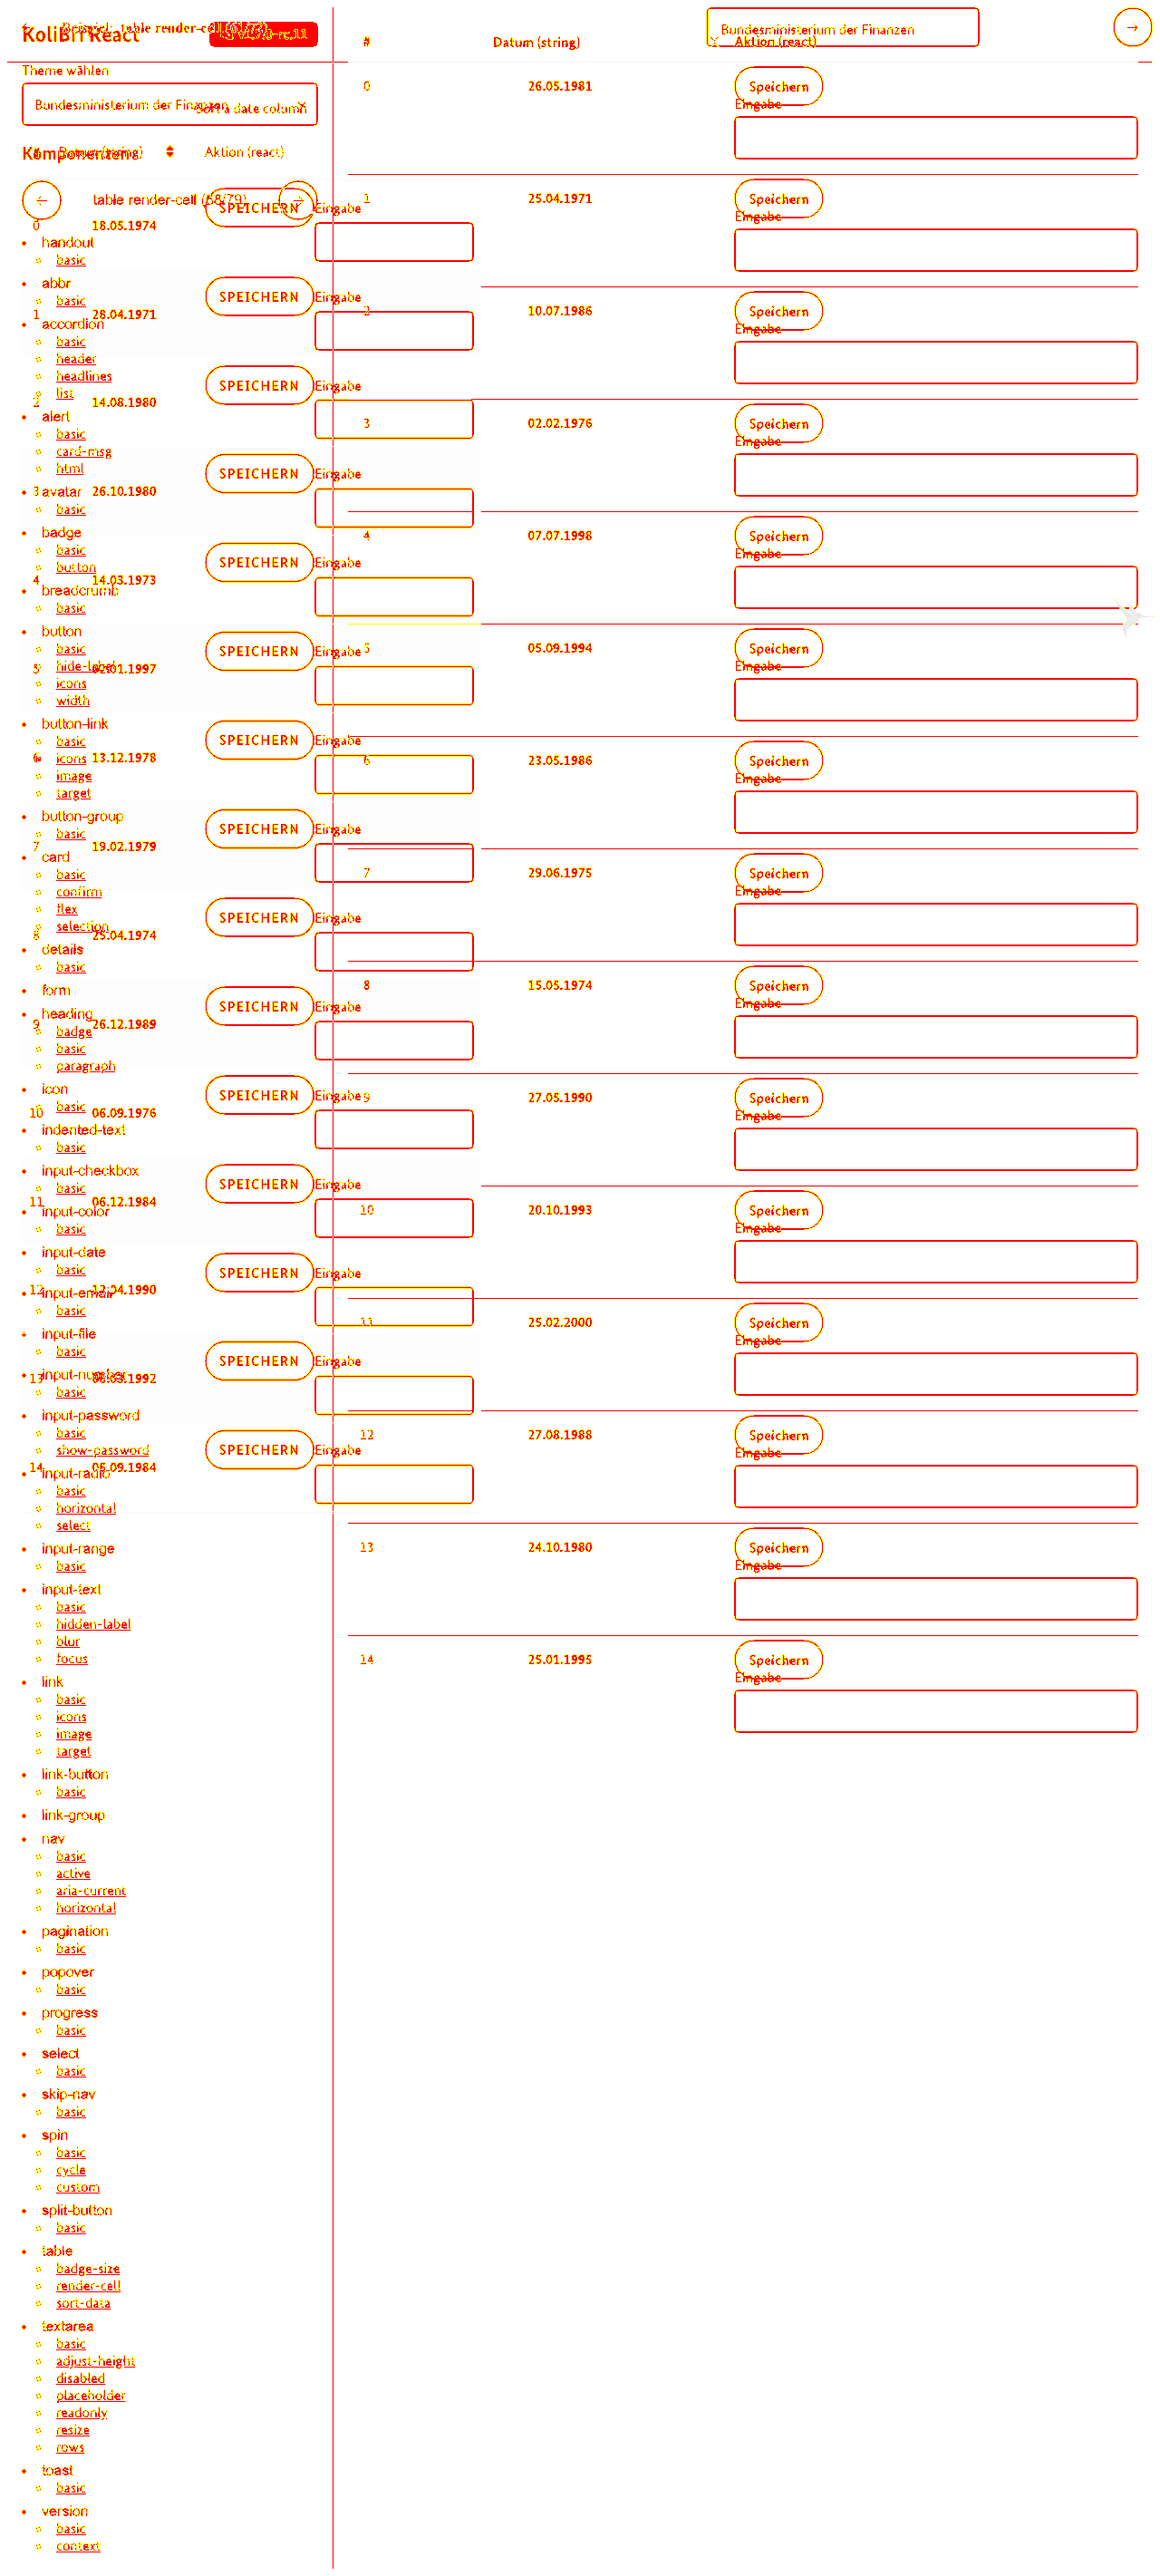 Beispiel: table render-cell
KoliBri React
Bundesministerium der Finanzen
# Datum (string) Aktion (react)
Theme wählen
Bundesministerium der Finanzen
Sort a date column
Komponenten
Datum (string) Aktion (react)
table render-cell (68/79)
0 26.05.1981 Speichern
Eingabe
1 25.04.1971 Speichern
Eingabe
2 10.07.1986 Speichern
Eingabe
3 02.02.1976 Speichern
Eingabe
4 07.07.1998 Speichern
Eingabe
5 05.09.1994 Speichern
Eingabe
6 23.05.1986 Speichern
Eingabe
7 29.06.1975 Speichern
Eingabe
8 15.05.1974 Speichern
Eingabe
9 27.05.1990 Speichern
Eingabe
10 20.10.1993 Speichern
Eingabe
11 25.02.2000 Speichern
Eingabe
12 27.08.1988 Speichern
Eingabe
13 24.10.1980 Speichern
Eingabe
14 25.01.1995 Speichern
Eingabe
0 18.05.1974 SPEICHERN Eingabe
1 28.04.1971 SPEICHERN Eingabe
2 14.08.1980 SPEICHERN Eingabe
3 26.10.1980 SPEICHERN Eingabe
4 14.03.1973 SPEICHERN Eingabe
5 02.01.1997 SPEICHERN Eingabe
6 13.12.1978 SPEICHERN Eingabe
7 19.02.1979 SPEICHERN Eingabe
8 25.04.1974 SPEICHERN Eingabe
9 26.12.1989 SPEICHERN Eingabe
10 06.09.1976 SPEICHERN Eingabe
11 06.12.1984 SPEICHERN Eingabe
12 12.04.1990 SPEICHERN Eingabe
13 SPEICHERN Eingabe
14 05.09.1984 SPEICHERN Eingabe
handout
basic
abbr
basic
accordion
basic
header
headlines
list
alert
basic
card-msg
html
avatar
basic
badge
basic
button
breadcrumb
basic
button
basic
hide-label
icons
width
button-link
basic
icons
image
target
button-group
basic
card
basic
confirm
flex
selection
details
basic
form
heading
badge
basic
paragraph
icon
basic
indented-text
basic
input-checkbox
basic
input-color
basic
input-date
basic
input-email
basic
input-file
basic
input-number
basic
input-password
basic
show-password
input-radio
basic
horizontal
select
input-range
basic
input-text
basic
hidden-label
blur
focus
link
basic
icons
image
target
link-button
basic
link-group
nav
basic
active
aria-current
horizontal
pagination
basic
popover
basic
progress
basic
select
basic
skip-nav
basic
spin
basic
cycle
custom
split-button
basic
table
badge-size
render-cell
sort-data
textarea
basic
adjust-height
disabled
placeholder
readonly
resize
rows
toast
basic
version
basic
context